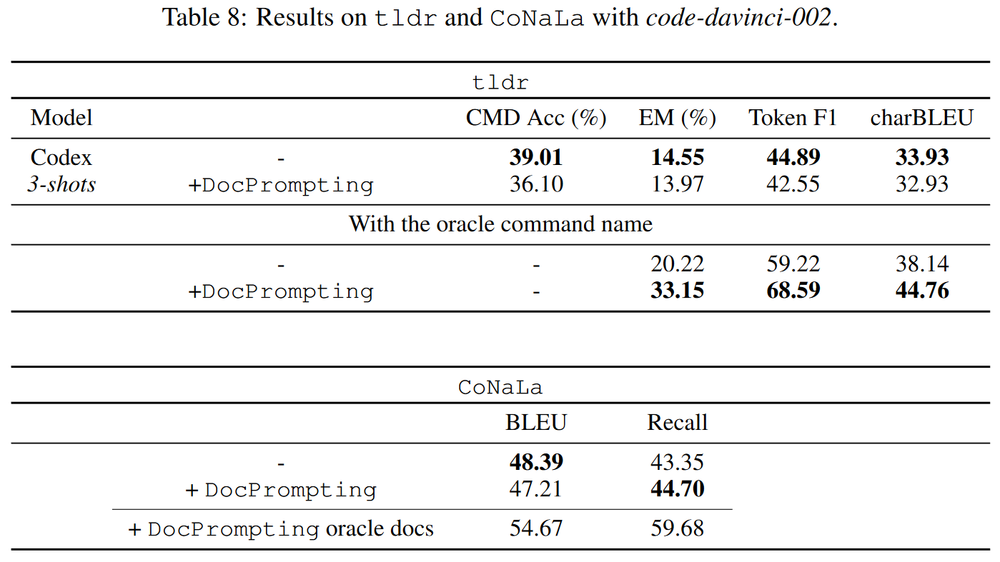 Table 8: Results on tldr and CoNaLa with code-davinci-002.
tldr
Model CMD Acc (%) EM (%) Token F1 charBLEU
Codex - 39.01 14.55 44.89 33.93
3-shots +DocPrompting 36.10 13.97 42.55 32.93
With the oracle command name
- - 20.22 59.22 38.14
+DocPrompting - 33.15 68.59 44.76
CoNaLa
BLEU Recall
- 48.39 43.35
+ DocPrompting 47.21 44.70
+ DocPrompting oracle docs 54.67 59.68